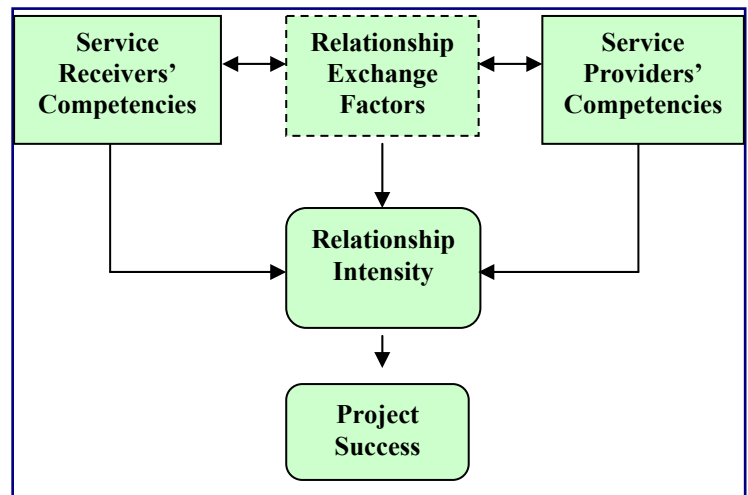 Service
Receivers’
Competencies
Relationship
Exchange
Factors
Service
Providers’
Competencies
Relationship
Intensity
Project
Success